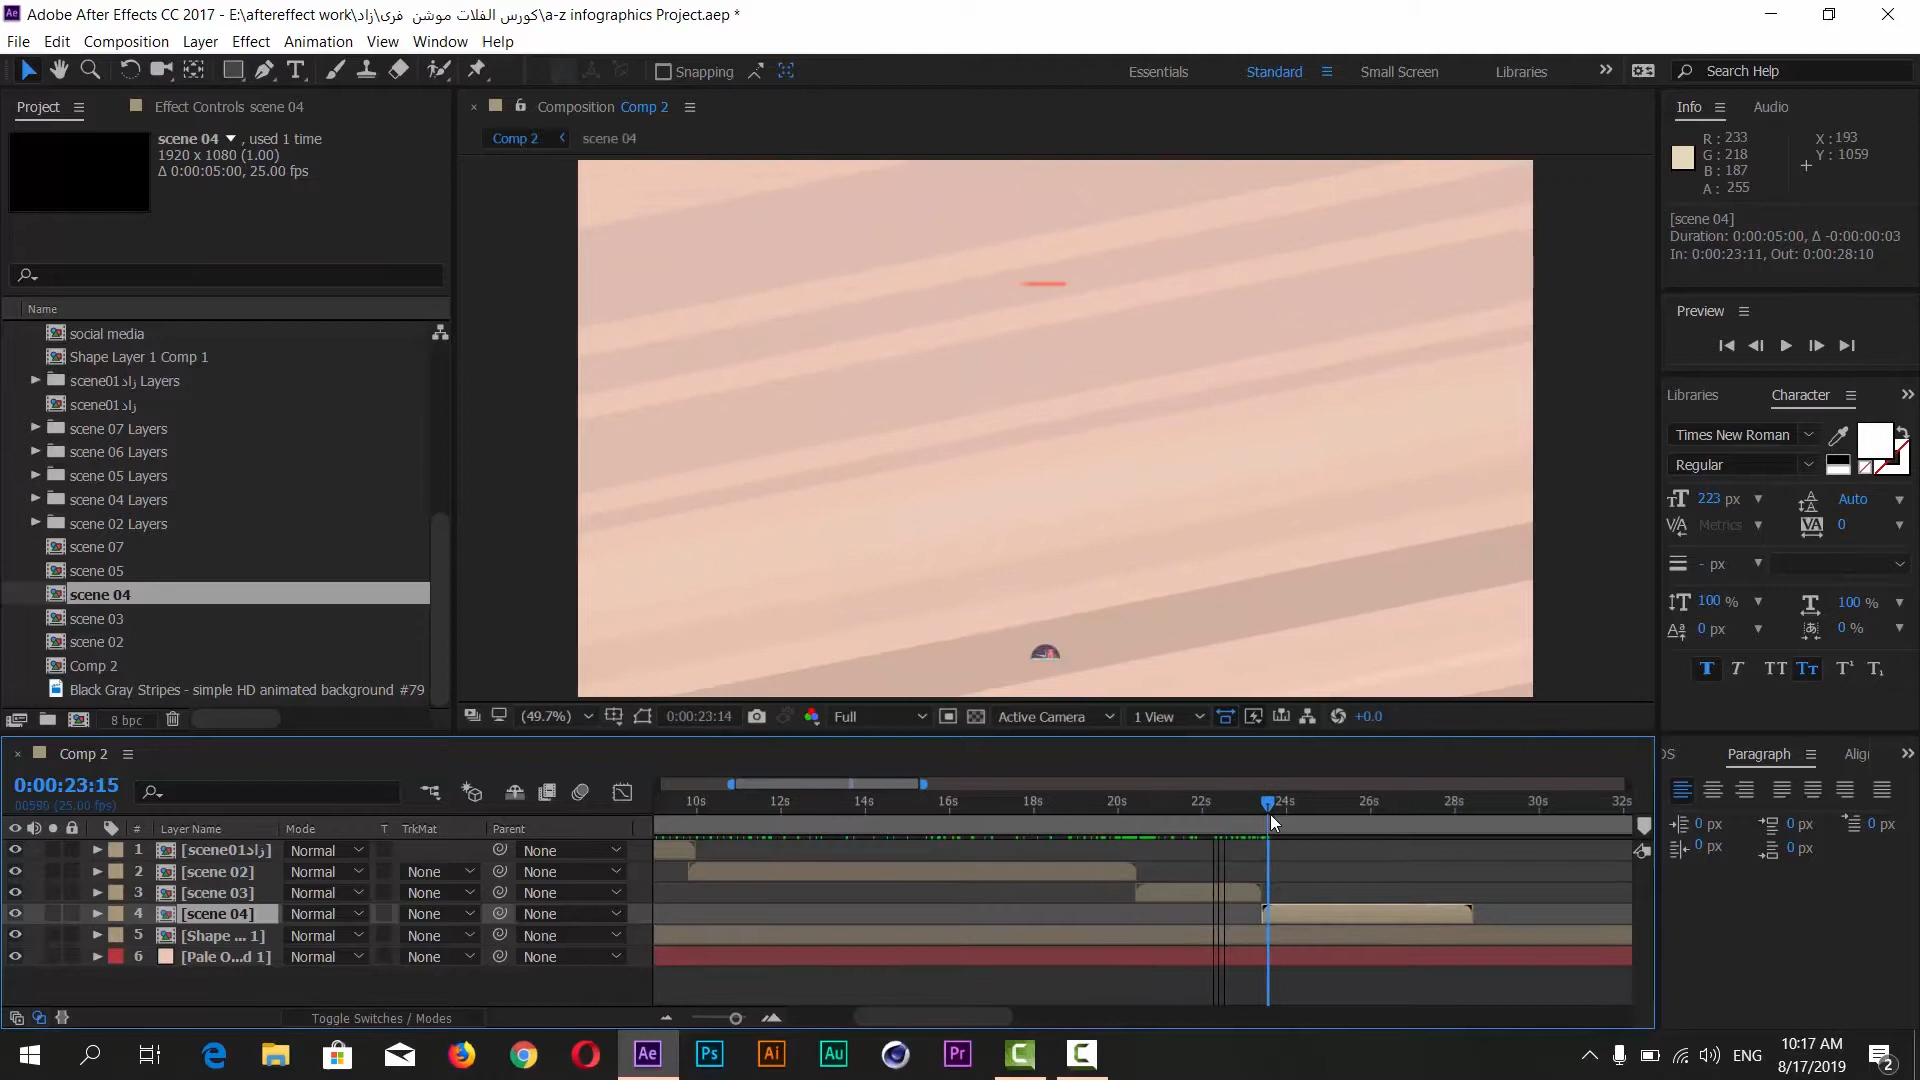 Adobe After Effects CC 2017 - E:\aftereffect work\كورس الفلات موشن فرى\زاد\a-z infographics Project.aep *
File Edit Composition Layer Effect Animation View Window Help
Snapping Essentials Standard Small Screen Libraries Search Help
Project Effect Controls scene 04
scene 04 , used 1 time
1920 x 1080 (1.00)
Δ 0:00:05:00, 25.00 fps
Name
social media
Shape Layer 1 Comp 1
scene01زاد Layers
scene01زاد
scene 07 Layers
scene 06 Layers
scene 05 Layers
scene 04 Layers
scene 02 Layers
scene 07
scene 05
scene 04
scene 03
scene 02
Comp 2
Black Gray Stripes - simple HD animated background #79
8 bpc
Composition Comp 2
Comp 2 scene 04
(49.7%) 0:00:23:14 Full Active Camera 1 View +0.0
Info Audio
R : 233
G : 218
B : 187
A : 255
X : 193
Y : 1059
[scene 04]
Duration: 0:00:05:00, Δ -0:00:00:03
In: 0:00:23:11, Out: 0:00:28:10
Preview
Libraries Character
Times New Roman
Regular
223 px Auto
Metrics 0
- px
100 % 100 %
0 px 0 %
Paragraph Alig
0 px 0 px 0 px
0 px 0 px
Comp 2
0:00:23:15
00590 (25.00 fps)
10s 12s 14s 16s 18s 20s 22s 24s 26s 28s 30s 32s
# Layer Name Mode T TrkMat Parent
1 [scene01زاد] Normal None
2 [scene 02] Normal None None
3 [scene 03] Normal None None
4 [scene 04] Normal None None
5 [Shape ... 1] Normal None None
6 [Pale O...d 1] Normal None None
Toggle Switches / Modes
Ae Ps Ai Au Pr
ENG
10:17 AM
8/17/2019
2